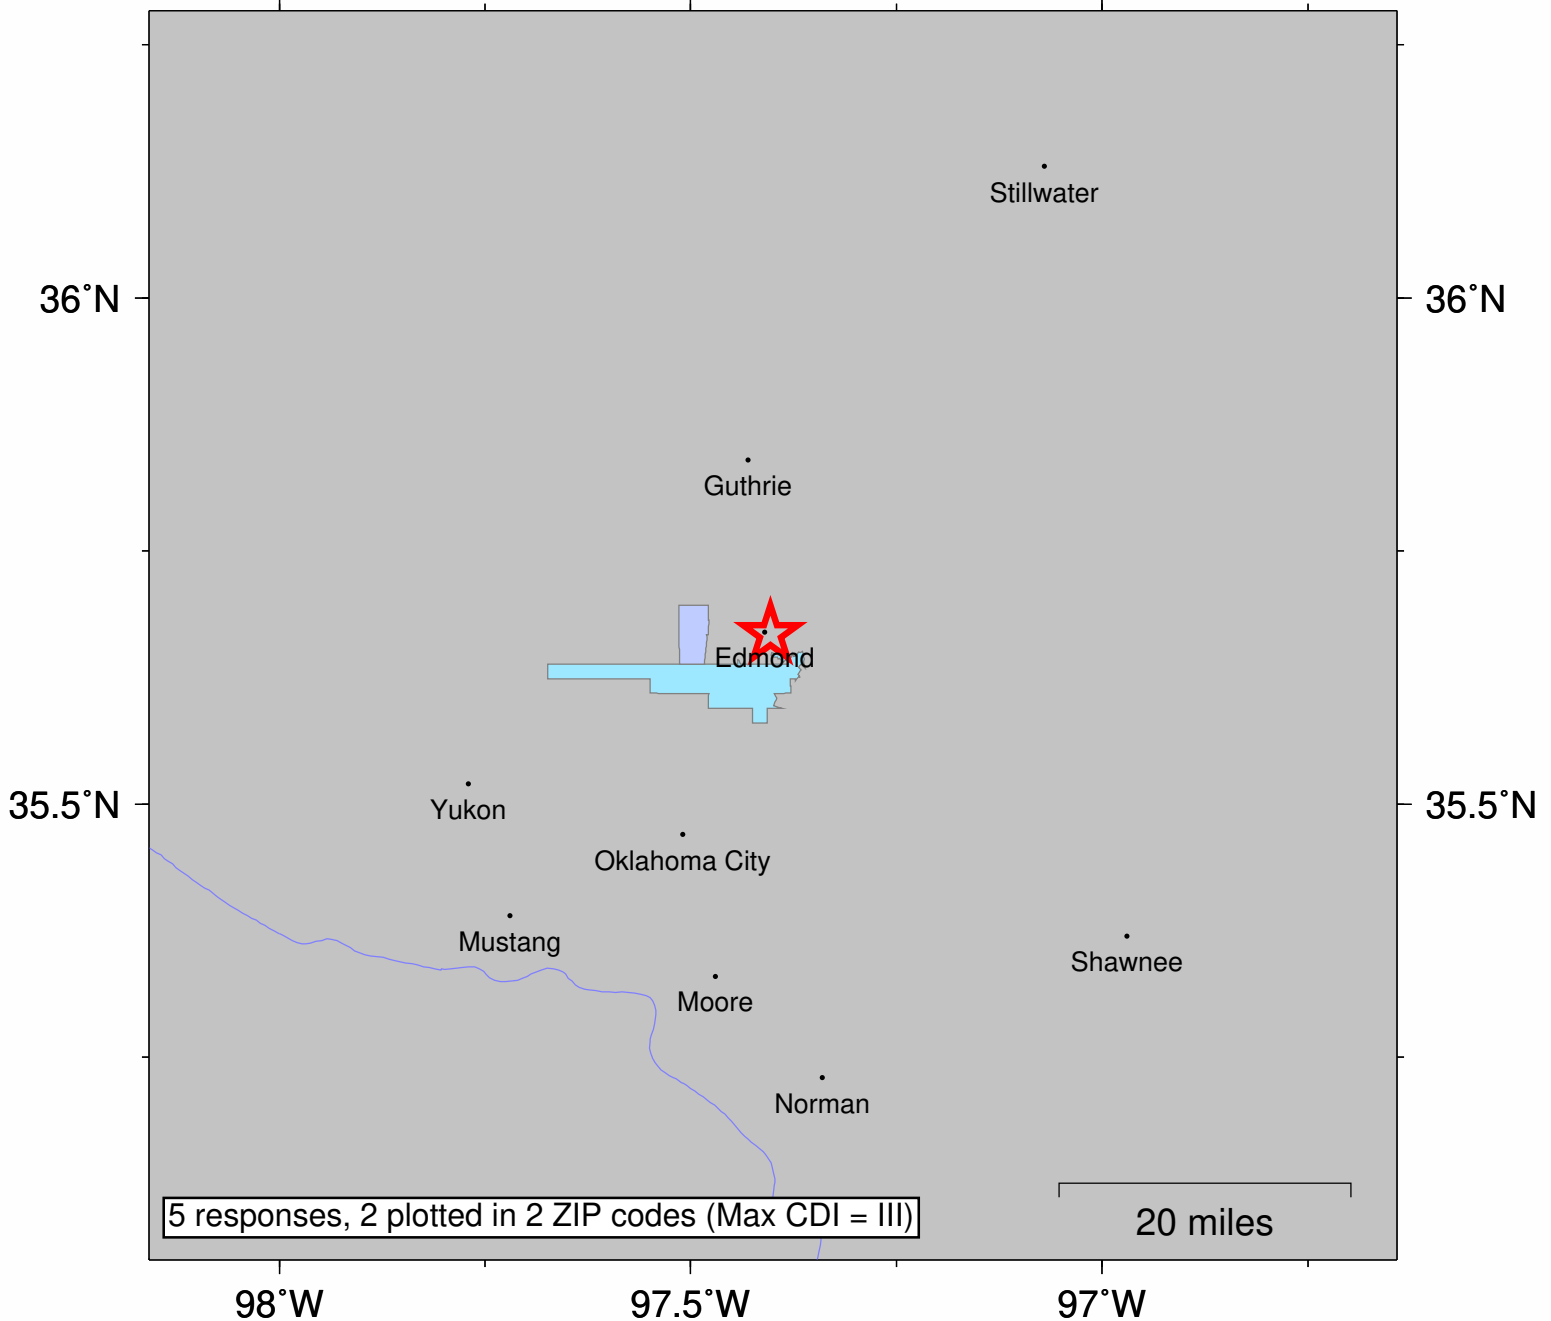 Stillwater
36˚N
36˚N
Guthrie
Edmond
35.5˚N
Yukon
35.5˚N
Oklahoma City
Mustang
Shawnee
Moore
Norman
5 responses, 2 plotted in 2 ZIP codes (Max CDI = III)
20 miles
98˚W
97.5˚W
97˚W